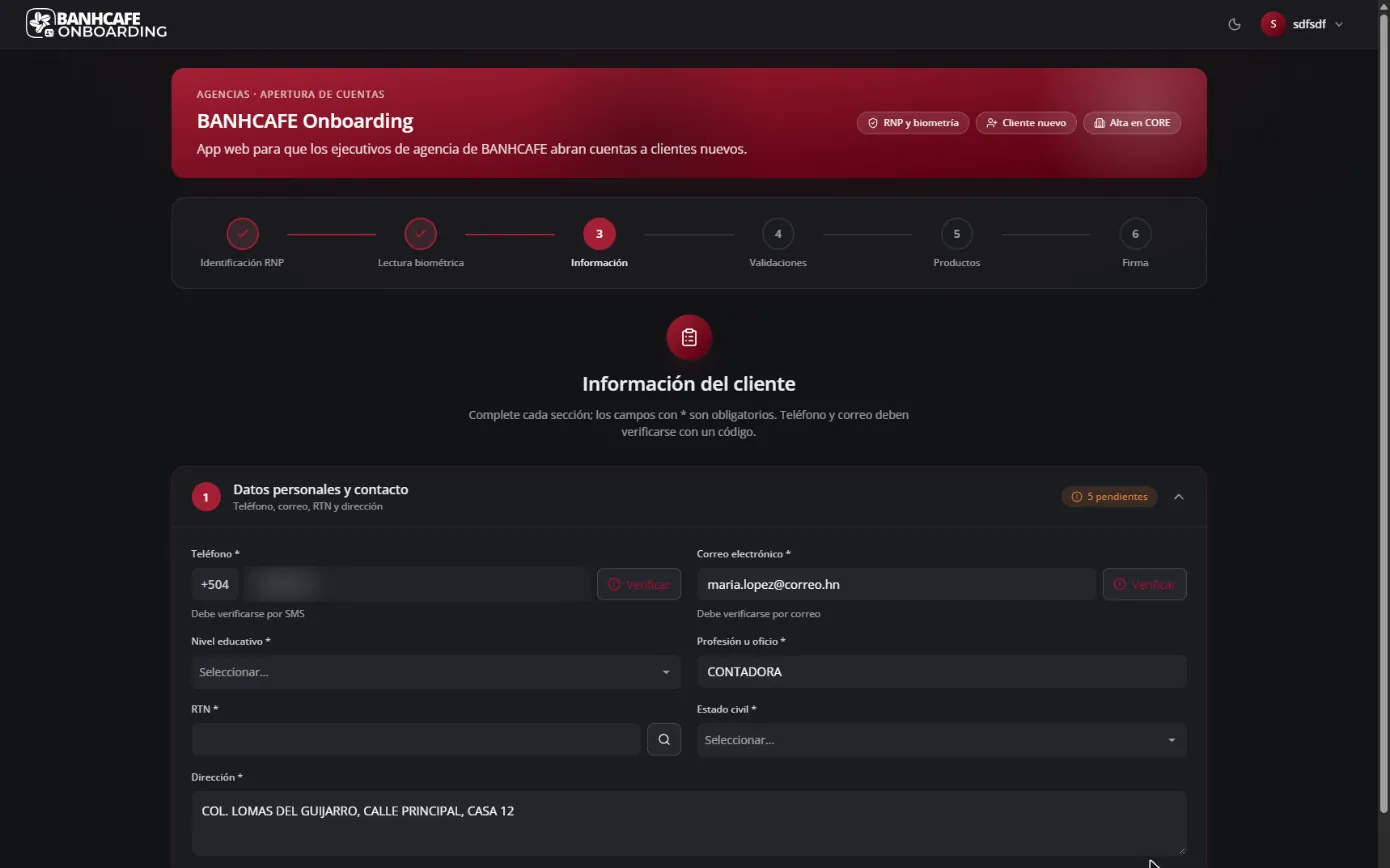 BANHCAFE
ONBOARDING
S sdfsdf
AGENCIAS · APERTURA DE CUENTAS
BANHCAFE Onboarding
App web para que los ejecutivos de agencia de BANHCAFE abran cuentas a clientes nuevos.
RNP y biometría
Cliente nuevo
Alta en CORE
3 4 5 6
Identificación RNP
Lectura biométrica
Información
Validaciones
Productos
Firma
Información del cliente
Complete cada sección; los campos con * son obligatorios. Teléfono y correo deben
verificarse con un código.
1
Datos personales y contacto
Teléfono, correo, RTN y dirección
5 pendientes
Teléfono *
+504
Verificar
Debe verificarse por SMS
Correo electrónico *
maria.lopez@correo.hn
Verificar
Debe verificarse por correo
Nivel educativo *
Seleccionar...
Profesión u oficio *
CONTADORA
RTN *
Estado civil *
Seleccionar...
Dirección *
COL. LOMAS DEL GUIJARRO, CALLE PRINCIPAL, CASA 12